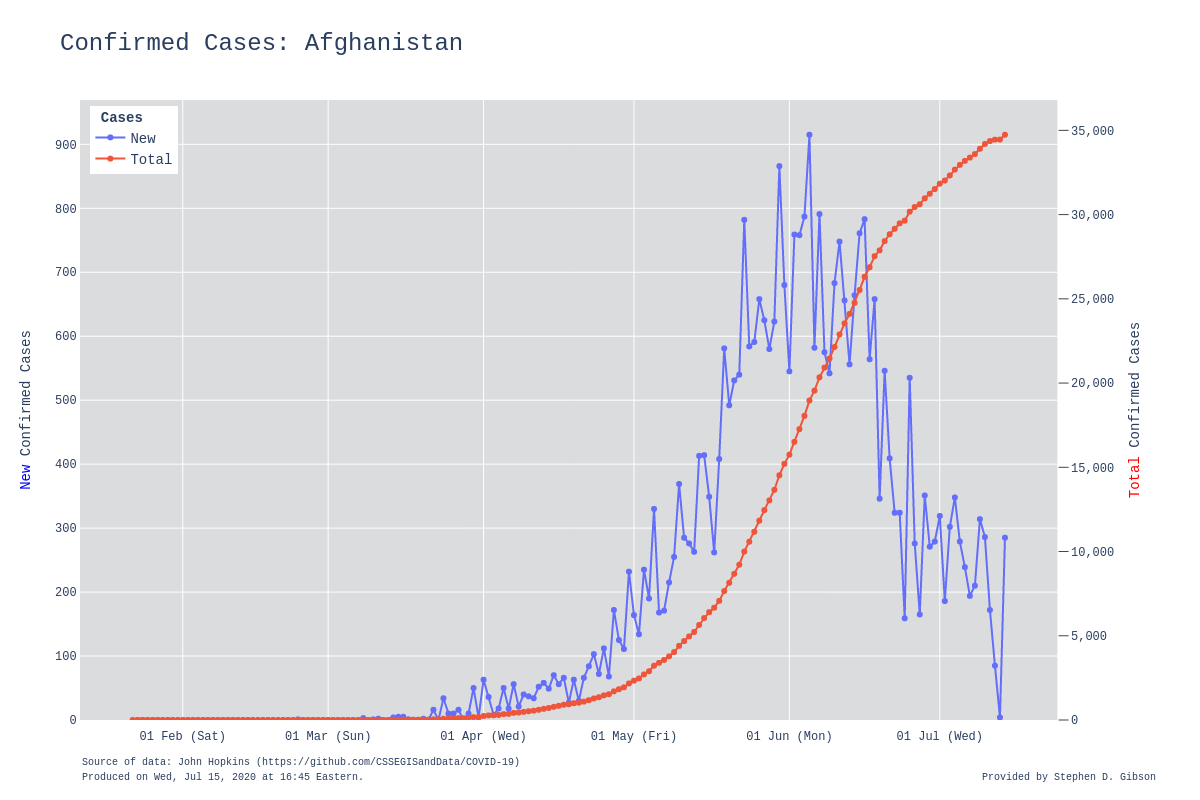 Confirmed Cases: Afghanistan
Cases
New
Total
900
800
700
600
500
400
300
200
100
0
New Confirmed Cases
35,000
30,000
25,000
20,000
15,000
10,000
5,000
0
Total Confirmed Cases
01 Feb (Sat) 01 Mar (Sun) 01 Apr (Wed) 01 May (Fri) 01 Jun (Mon) 01 Jul (Wed)
Source of data: John Hopkins (https://github.com/CSSEGISandData/COVID-19)
Produced on Wed, Jul 15, 2020 at 16:45 Eastern.
Provided by Stephen D. Gibson